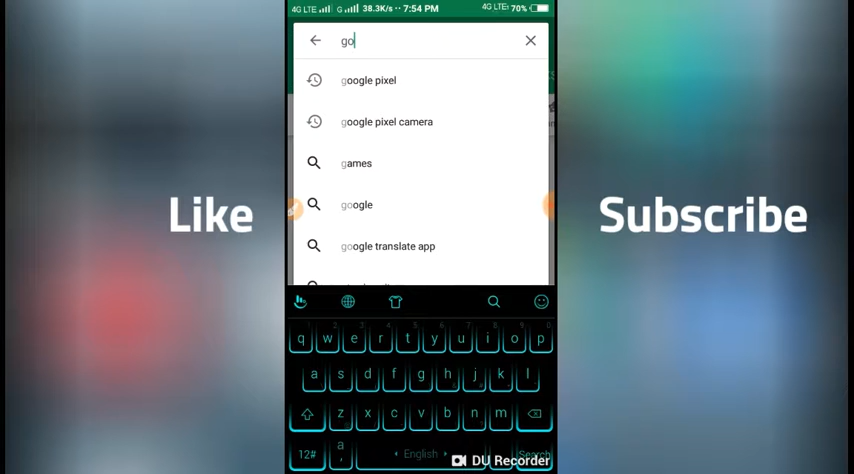 4G LTE G 38.3K/s ·· 7:54 PM 4G LTE 70%
go
google pixel
google pixel camera
games
google
google translate app
Like
Subscribe
q w e r t y u i o p
a s d f g h j k l
z x c v b n m
12# a , English Search
DU Recorder